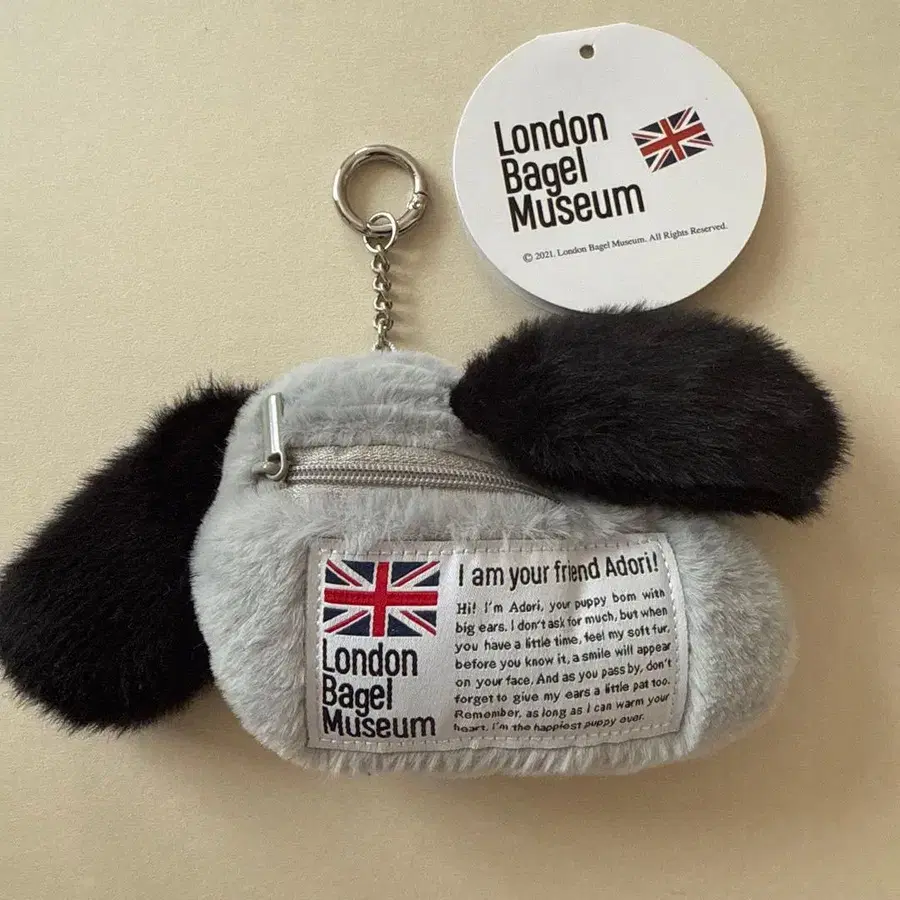 London
Bagel
Museum
© 2021. London Bagel Museum. All Rights Reserved.
London
Bagel
Museum
I am your friend Adori!
Hi! I'm Adori, your puppy born with
big ears. I don't ask for much, but when
you have a little time, feel my soft fur,
before you know it, a smile will appear
on your face. And as you pass by, don't
forget to give my ears a little pat too.
Remember, as long as I can warm your
heart, I'm the happiest puppy ever.